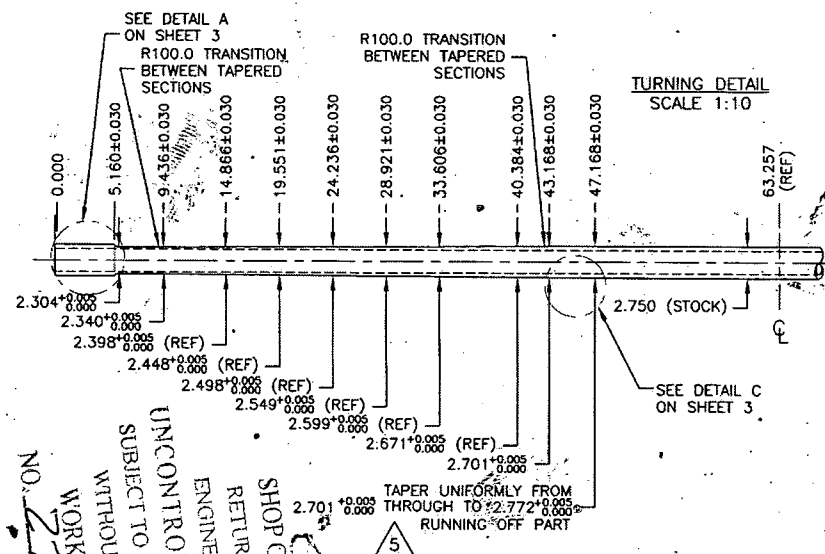 SEE DETAIL A
ON SHEET 3
R100.0 TRANSITION
BETWEEN TAPERED
SECTIONS
R100.0 TRANSITION
BETWEEN TAPERED
SECTIONS
TURNING DETAIL
SCALE 1:10
0.000
5.160±0.030
9.436±0.030
14.866±0.030
19.551±0.030
24.236±0.030
28.921±0.030
33.606±0.030
40.384±0.030
43.168±0.030
47.168±0.030
63.257
(REF)
2.304 +0.005 0.000
2.340 +0.005 0.000
2.398 +0.005 0.000 (REF)
2.448 +0.005 0.000 (REF)
2.498 +0.005 0.000 (REF)
2.549 +0.005 0.000 (REF)
2.599 +0.005 0.000 (REF)
2.671 +0.005 0.000 (REF)
2.701 +0.005 0.000
2.750 (STOCK)
SEE DETAIL C
ON SHEET 3
TAPER UNIFORMLY FROM
2.701 +0.005 0.000 THROUGH TO 2.772 +0.005 0.000
RUNNING OFF PART
5
SHOP C
RETUR
ENGINE
UNCONTRO
SUBJECT TO
WITHOU
WORK
NO.